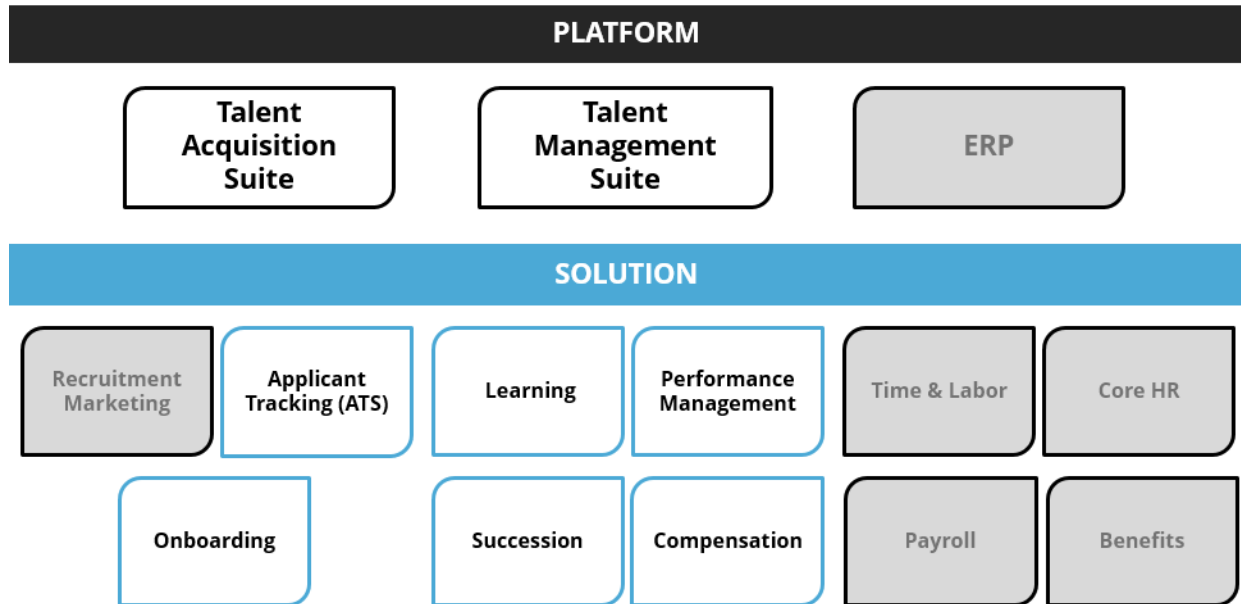 PLATFORM
Talent
Acquisition
Suite
Talent
Management
Suite
ERP
SOLUTION
Recruitment
Marketing
Applicant
Tracking (ATS)
Learning
Performance
Management
Time & Labor
Core HR
Onboarding
Succession
Compensation
Payroll
Benefits